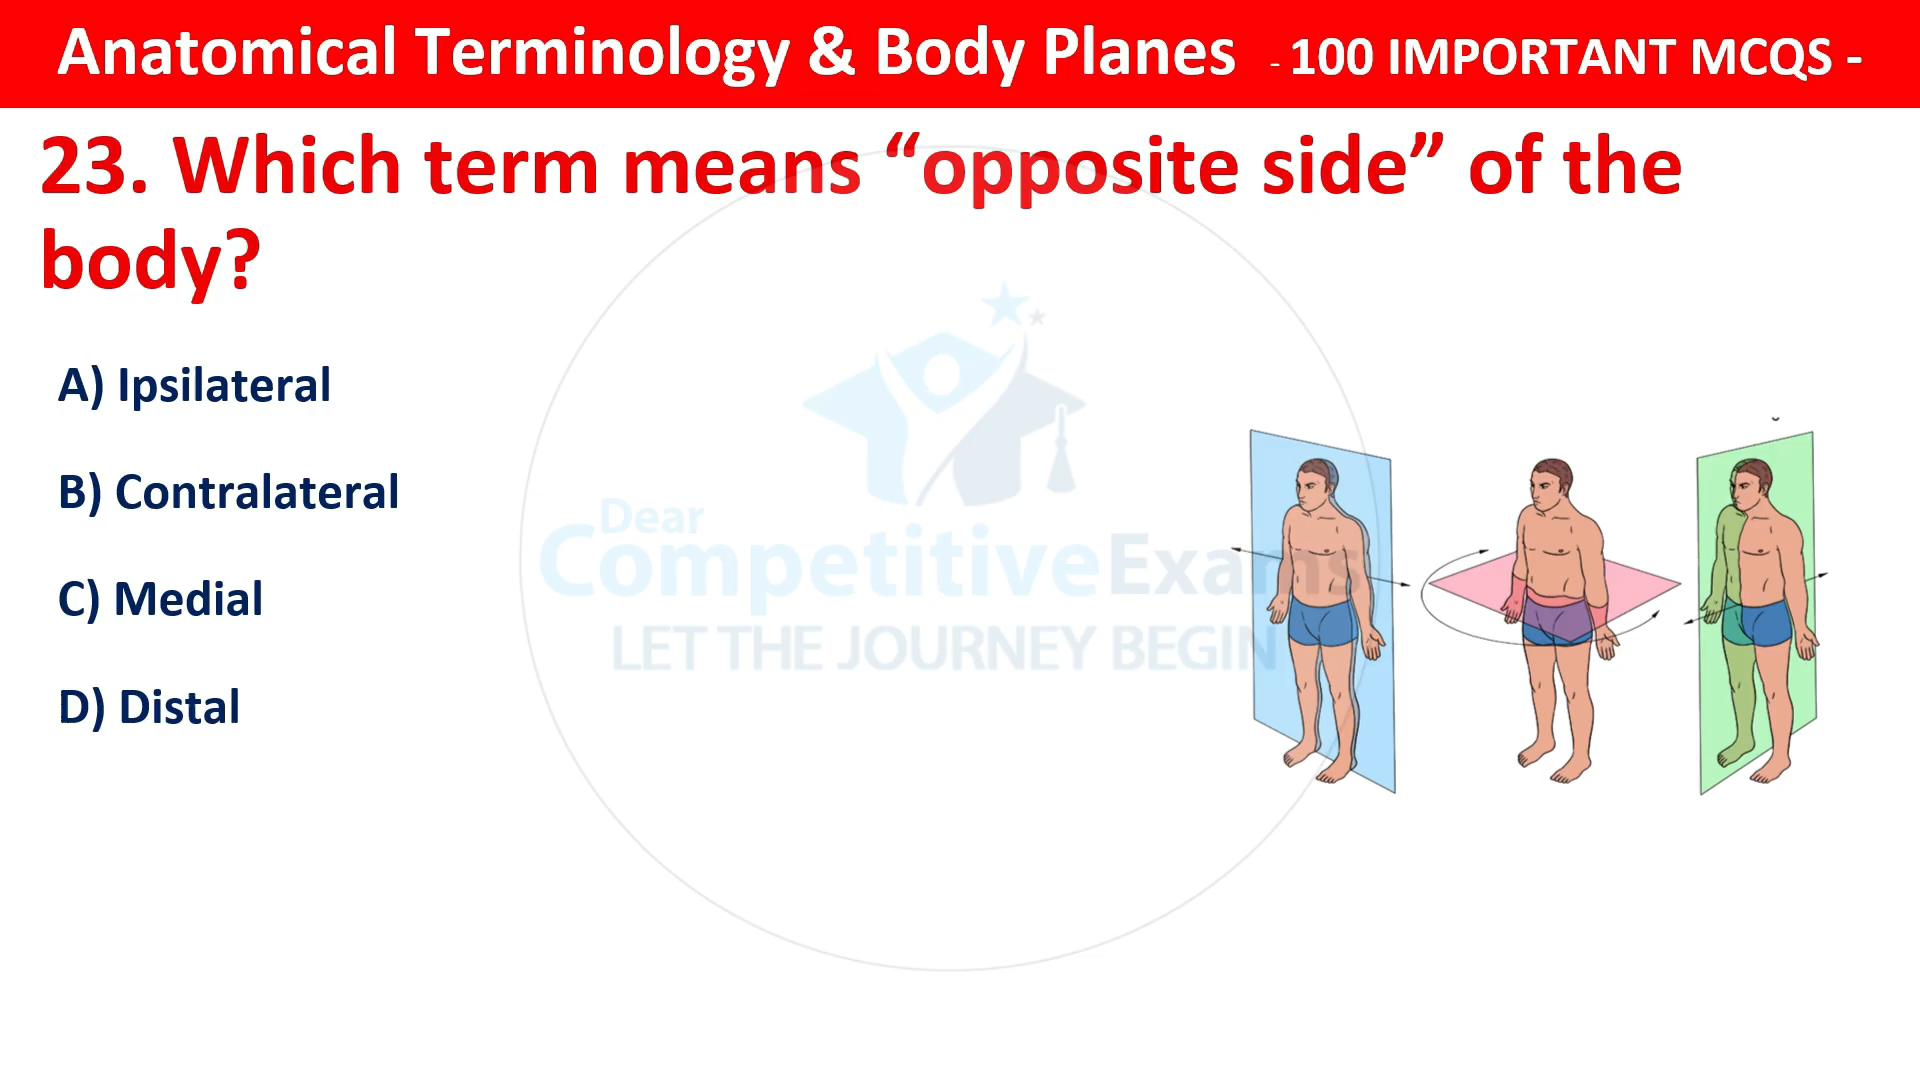 Anatomical Terminology & Body Planes - 100 IMPORTANT MCQS -
23. Which term means “opposite side” of the
body?
A) Ipsilateral
B) Contralateral
C) Medial
D) Distal
Dear
CompetitiveExams
LET THE JOURNEY BEGIN